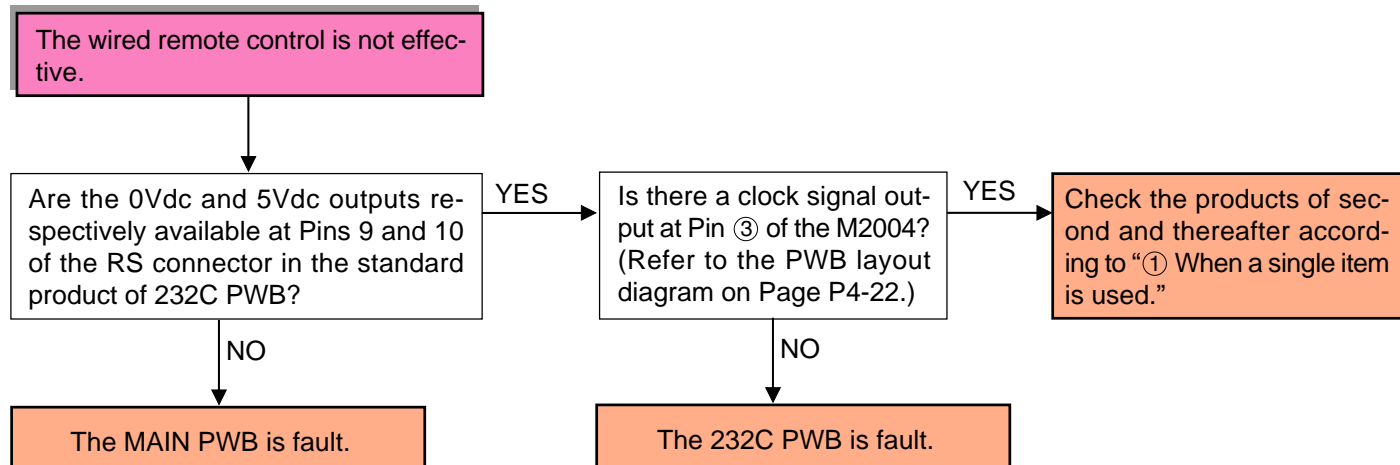 The wired remote control is not effec-
tive.
Are the 0Vdc and 5Vdc outputs re-
spectively available at Pins 9 and 10
of the RS connector in the standard
product of 232C PWB?
YES
Is there a clock signal out-
put at Pin ③ of the M2004?
(Refer to the PWB layout
diagram on Page P4-22.)
YES
Check the products of sec-
ond and thereafter accord-
ing to “① When a single item
is used.”
NO
NO
The MAIN PWB is fault.
The 232C PWB is fault.